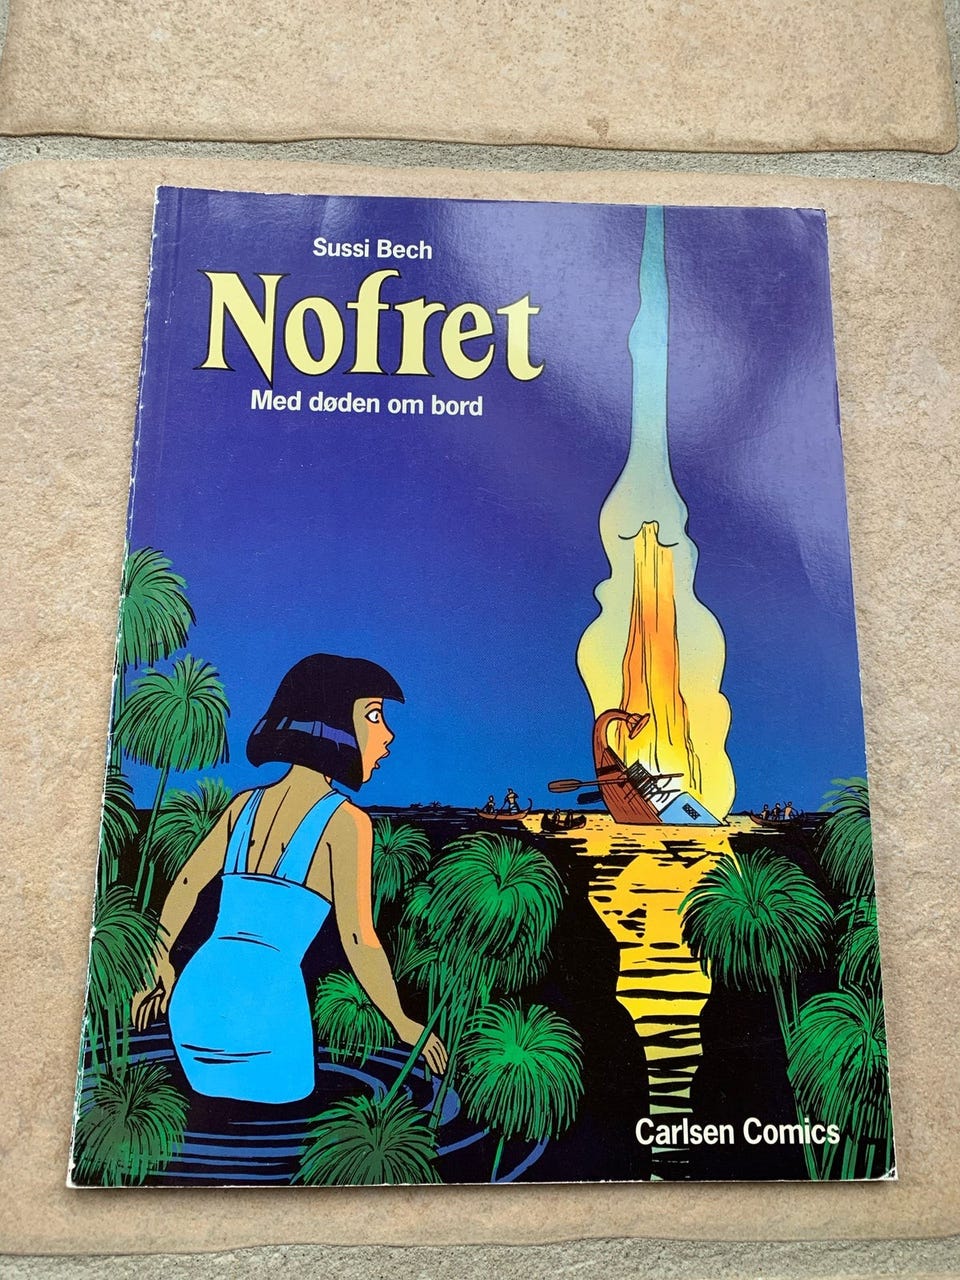 Sussi Bech
Nofret
Med døden om bord
Carlsen Comics